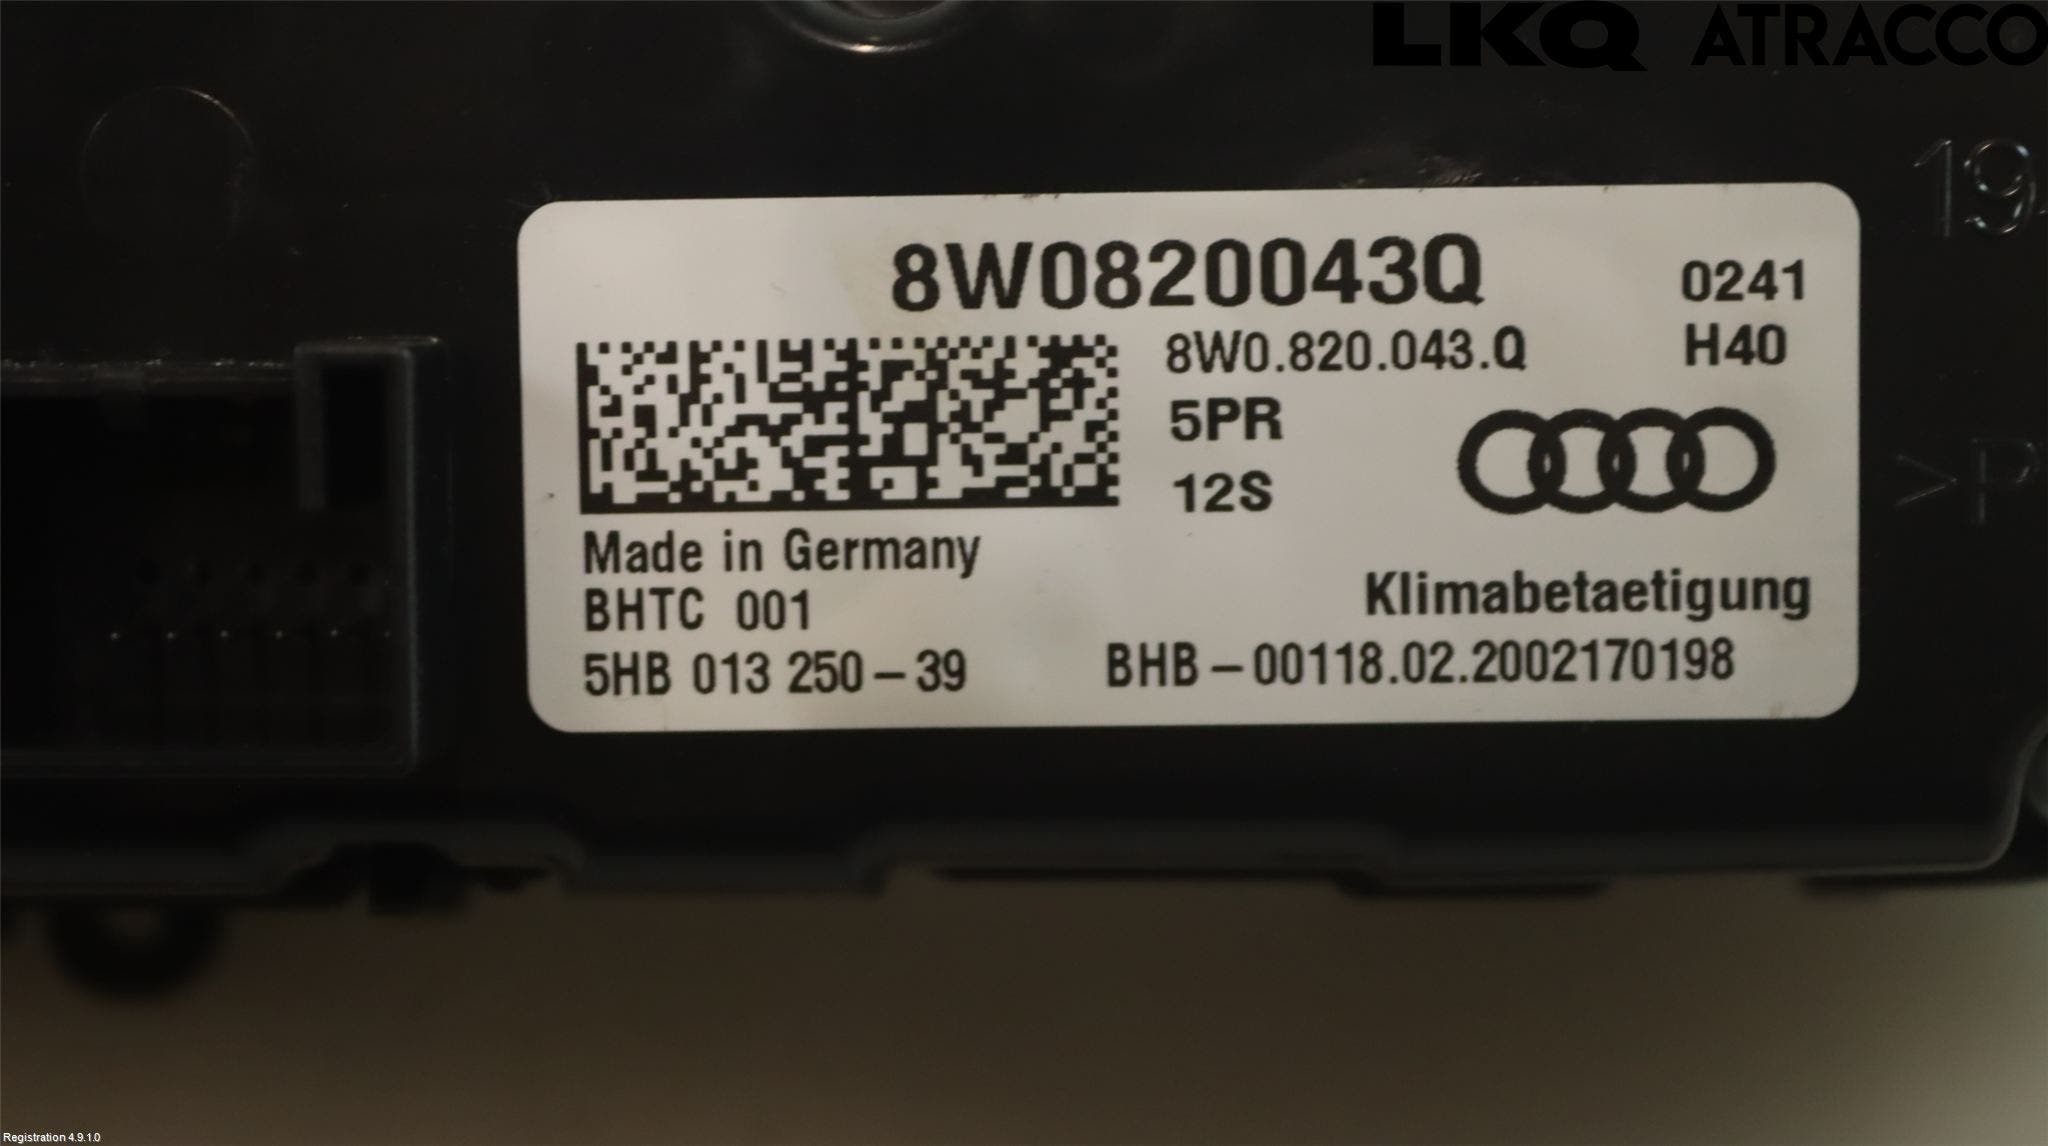 LKQ ATRACCO
19
8W0820043Q
0241
8W0.820.043.Q
H40
5PR
12S
>P
Made in Germany
BHTC 001
Klimabetaetigung
5HB 013 250-39
BHB-00118.02.2002170198
Registration 4.9.1.0